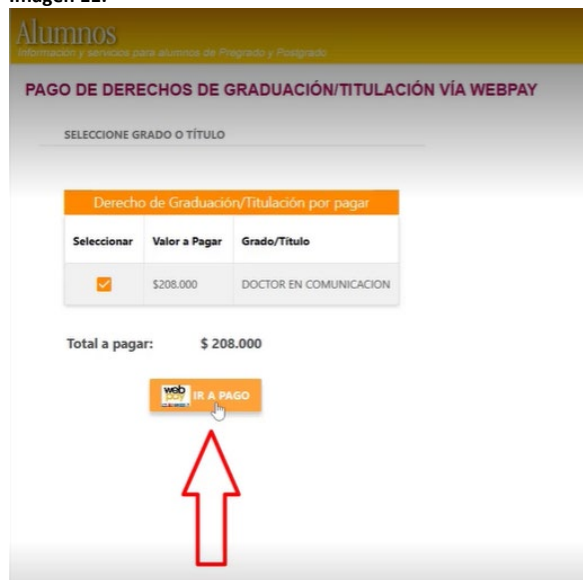 Imagen 11:
Alumnos
Información y servicios para alumnos de Pregrado y Postgrado
PAGO DE DERECHOS DE GRADUACIÓN/TITULACIÓN VÍA WEBPAY
SELECCIONE GRADO O TÍTULO
Derecho de Graduación/Titulación por pagar
Seleccionar Valor a Pagar Grado/Título
$208.000 DOCTOR EN COMUNICACION
Total a pagar: $ 208.000
web pay IR A PAGO